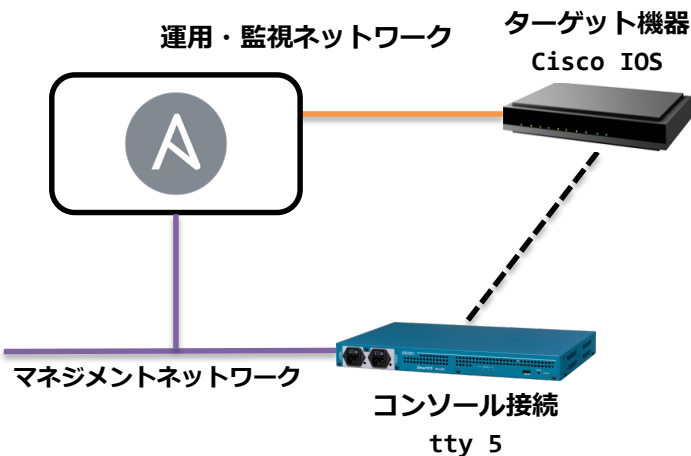 ターゲット機器
運用・監視ネットワーク
Cisco IOS
マネジメントネットワーク
コンソール接続
tty 5